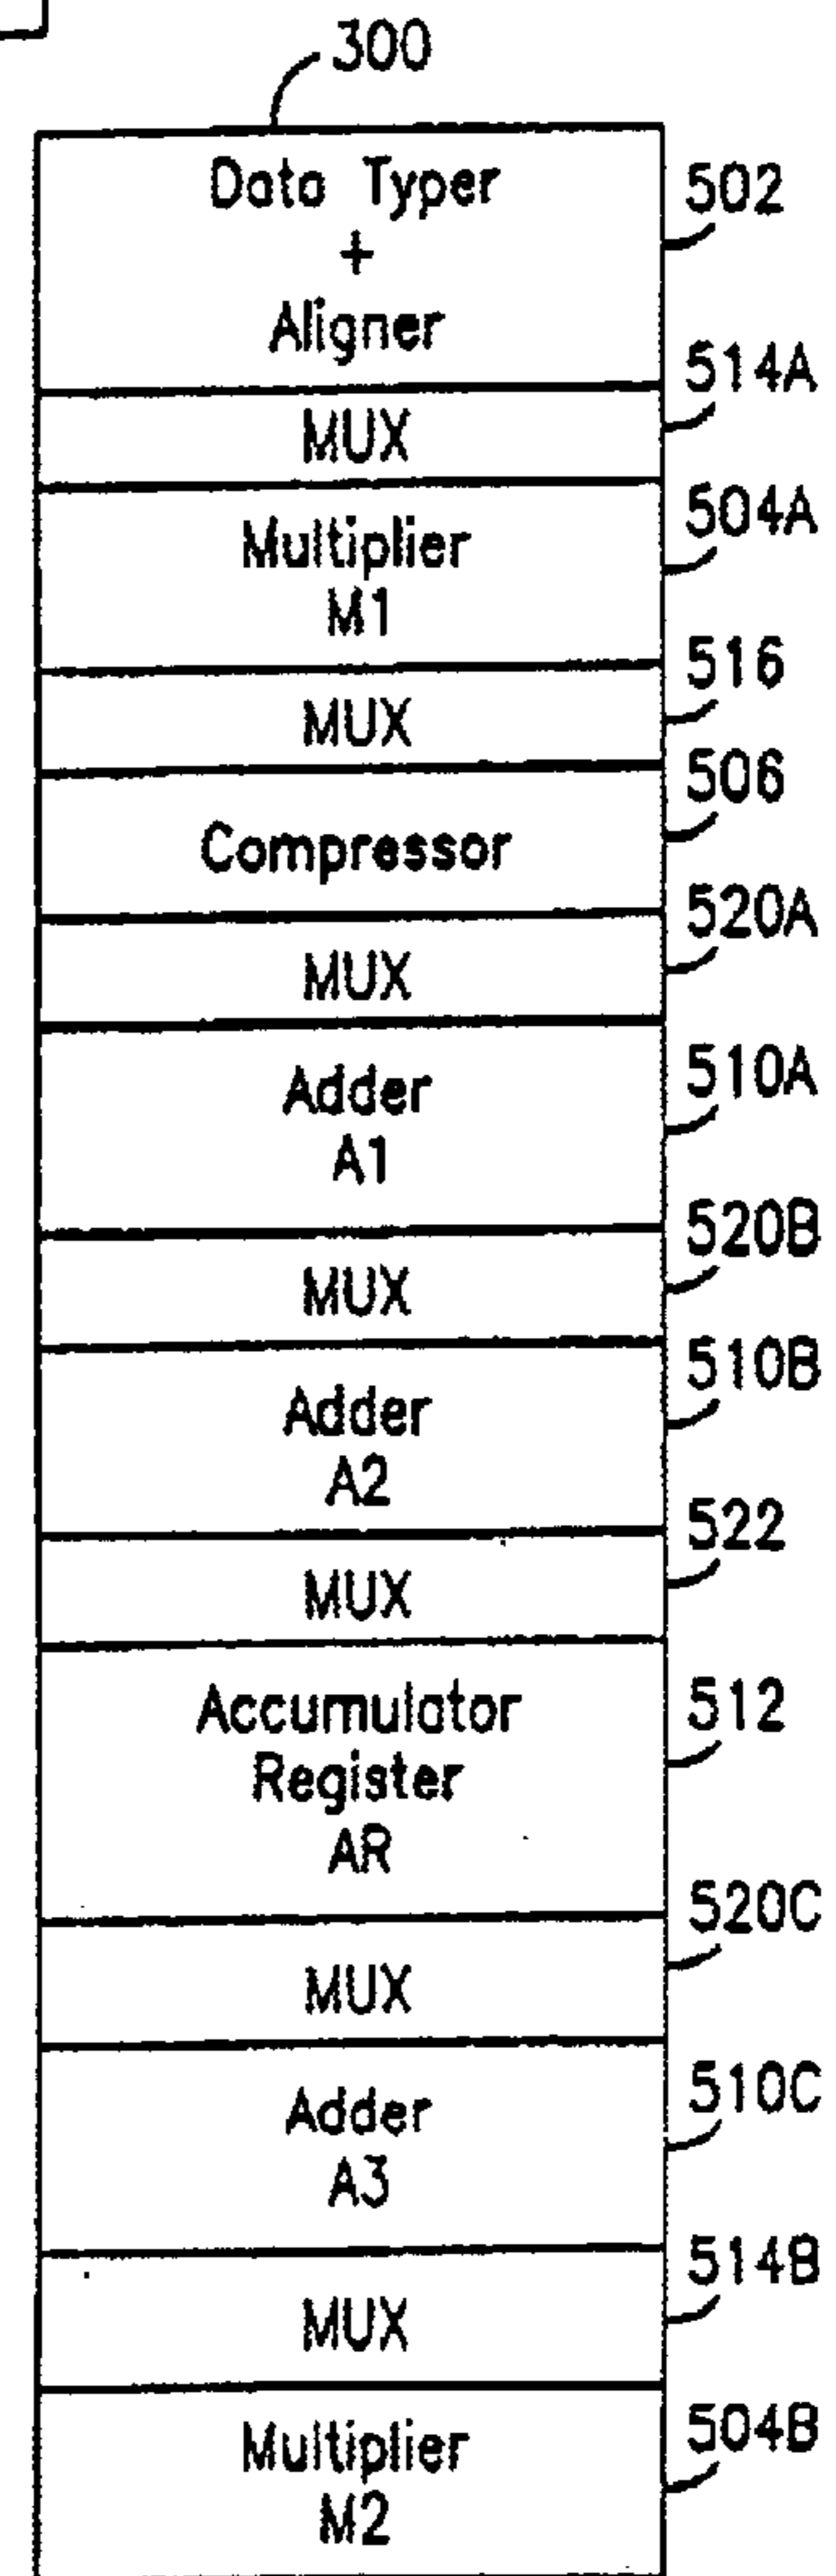 300
Data Typer
+
Aligner
502
MUX
514A
Multiplier
M1
504A
MUX
516
Compressor
506
MUX
520A
Adder
A1
510A
MUX
520B
Adder
A2
510B
MUX
522
Accumulator
Register
AR
512
MUX
520C
Adder
A3
510C
MUX
514B
Multiplier
M2
504B